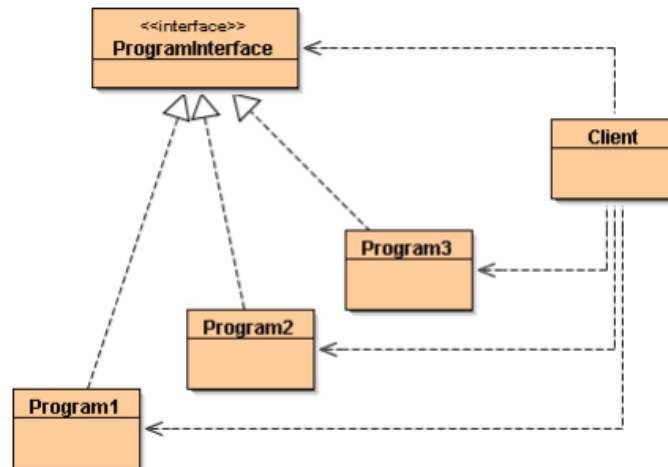 <<interface>>
ProgramInterface
Client
Program3
Program2
Program1